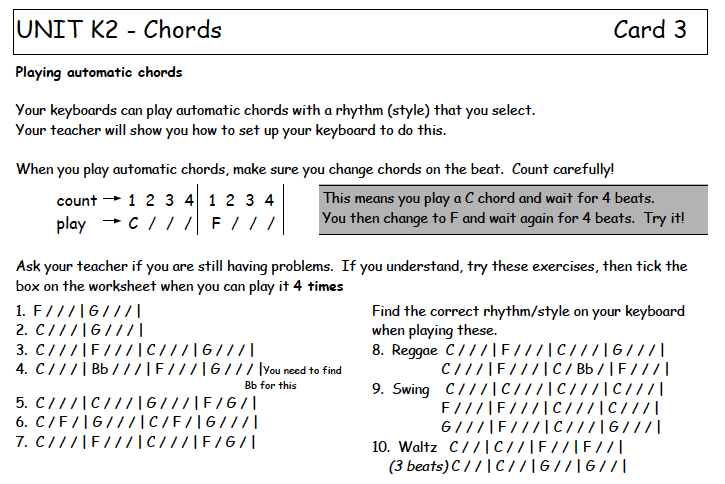 UNIT K2 - Chords Card 3
Playing automatic chords
Your keyboards can play automatic chords with a rhythm (style) that you select.
Your teacher will show you how to set up your keyboard to do this.
When you play automatic chords, make sure you change chords on the beat. Count carefully!
count → 1 2 3 4 | 1 2 3 4 |
play → C / / / | F / / / |
This means you play a C chord and wait for 4 beats.
You then change to F and wait again for 4 beats. Try it!
Ask your teacher if you are still having problems. If you understand, try these exercises, then tick the
box on the worksheet when you can play it 4 times
1. F / / / | G / / / |
2. C / / / | G / / / |
3. C / / / | F / / / | C / / / | G / / / |
4. C / / / | Bb / / / | F / / / | G / / / | You need to find
Bb for this
5. C / / / | C / / / | G / / / | F / G / |
6. C / F / | G / / / | C / F / | G / / / |
7. C / / / | F / / / | C / / / | F / G / |
Find the correct rhythm/style on your keyboard
when playing these.
8. Reggae C / / / | F / / / | C / / / | G / / / |
C / / / | F / / / | C / Bb / | F / / / |
9. Swing C / / / | C / / / | C / / / | C / / / |
F / / / | F / / / | C / / / | C / / / |
G / / / | F / / / | C / / / | G / / / |
10. Waltz C / / | C / / | F / / | F / / |
(3 beats) C / / | C / / | G / / | G / / |